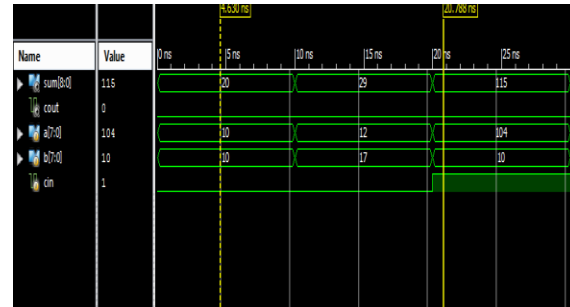 4.630 ns 20.788 ns
Name Value 0 ns 5 ns 10 ns 15 ns 20 ns 25 ns
sum[8:0] 115 20 29 115
cout 0
a[7:0] 104 10 12 104
b[7:0] 10 10 17 10
cin 1